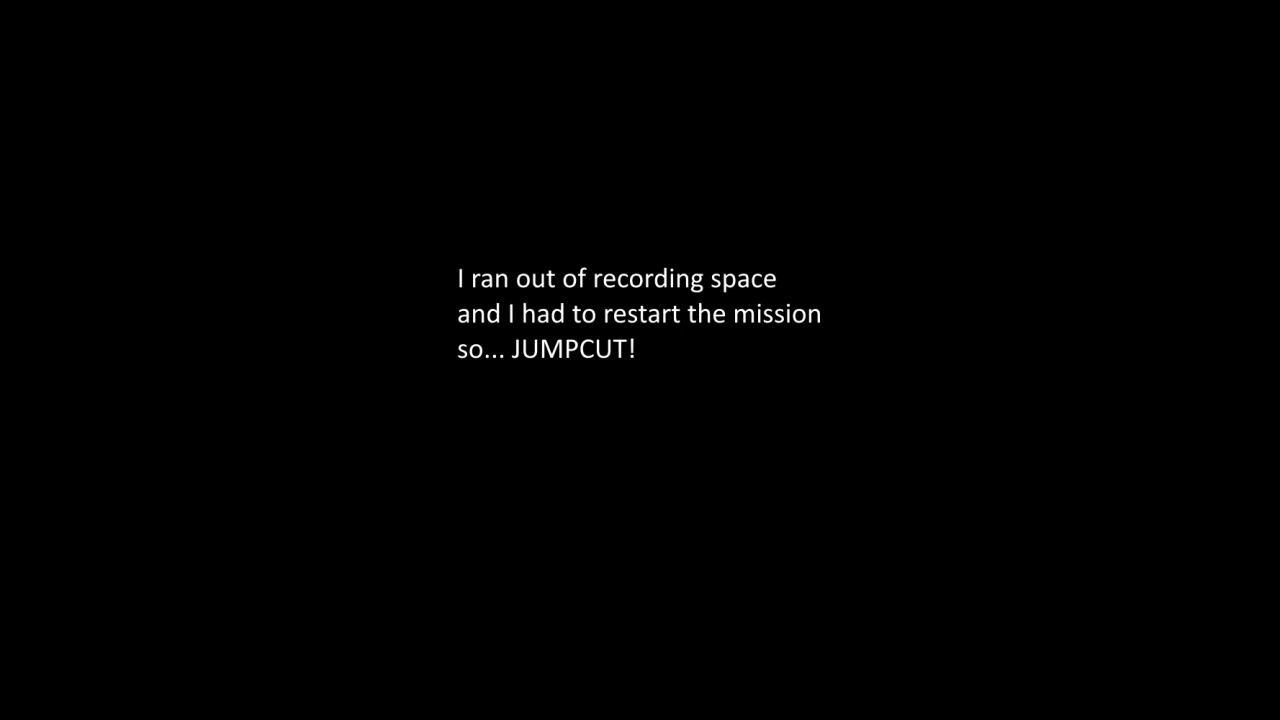 I ran out of recording space
and I had to restart the mission
so... JUMPCUT!